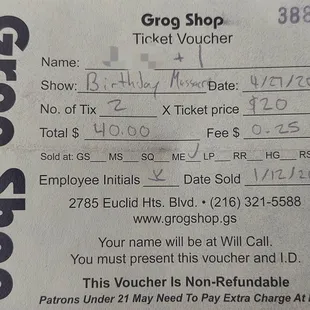 Grog Shop
388
Grog Shop
Ticket Voucher
Name: + 1
Show: Birthday Massacre Date: 4/27/20
No. of Tix 2 X Ticket price $20
Total $ 40.00 Fee $ 0.25
Sold at: GS MS SQ ME ✓ LP RR HG RS
Employee Initials Date Sold 1/12/20
2785 Euclid Hts. Blvd. • (216) 321-5588
www.grogshop.gs
Your name will be at Will Call.
You must present this voucher and I.D.
This Voucher Is Non-Refundable
Patrons Under 21 May Need To Pay Extra Charge At